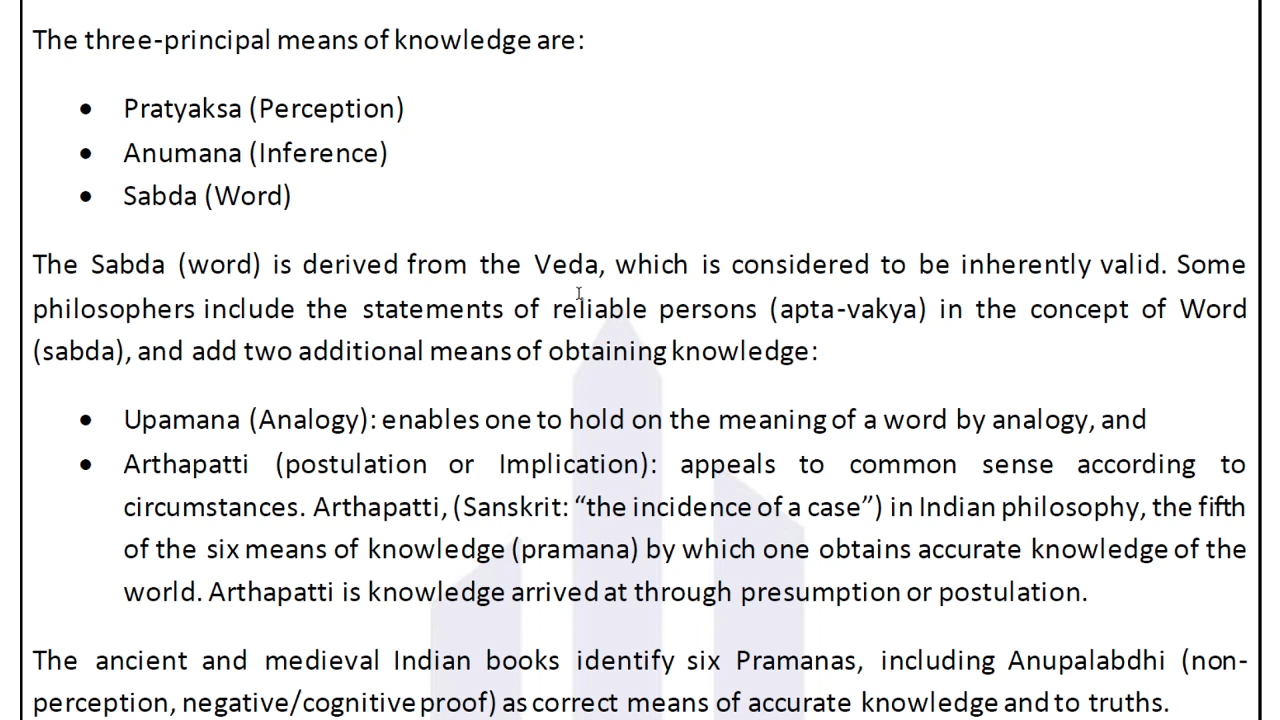 The three-principal means of knowledge are:
• Pratyaksa (Perception)
• Anumana (Inference)
• Sabda (Word)
The Sabda (word) is derived from the Veda, which is considered to be inherently valid. Some
philosophers include the statements of reliable persons (apta-vakya) in the concept of Word
(sabda), and add two additional means of obtaining knowledge:
• Upamana (Analogy): enables one to hold on the meaning of a word by analogy, and
• Arthapatti (postulation or Implication): appeals to common sense according to
circumstances. Arthapatti, (Sanskrit: “the incidence of a case”) in Indian philosophy, the fifth
of the six means of knowledge (pramana) by which one obtains accurate knowledge of the
world. Arthapatti is knowledge arrived at through presumption or postulation.
The ancient and medieval Indian books identify six Pramanas, including Anupalabdhi (non-
perception, negative/cognitive proof) as correct means of accurate knowledge and to truths.